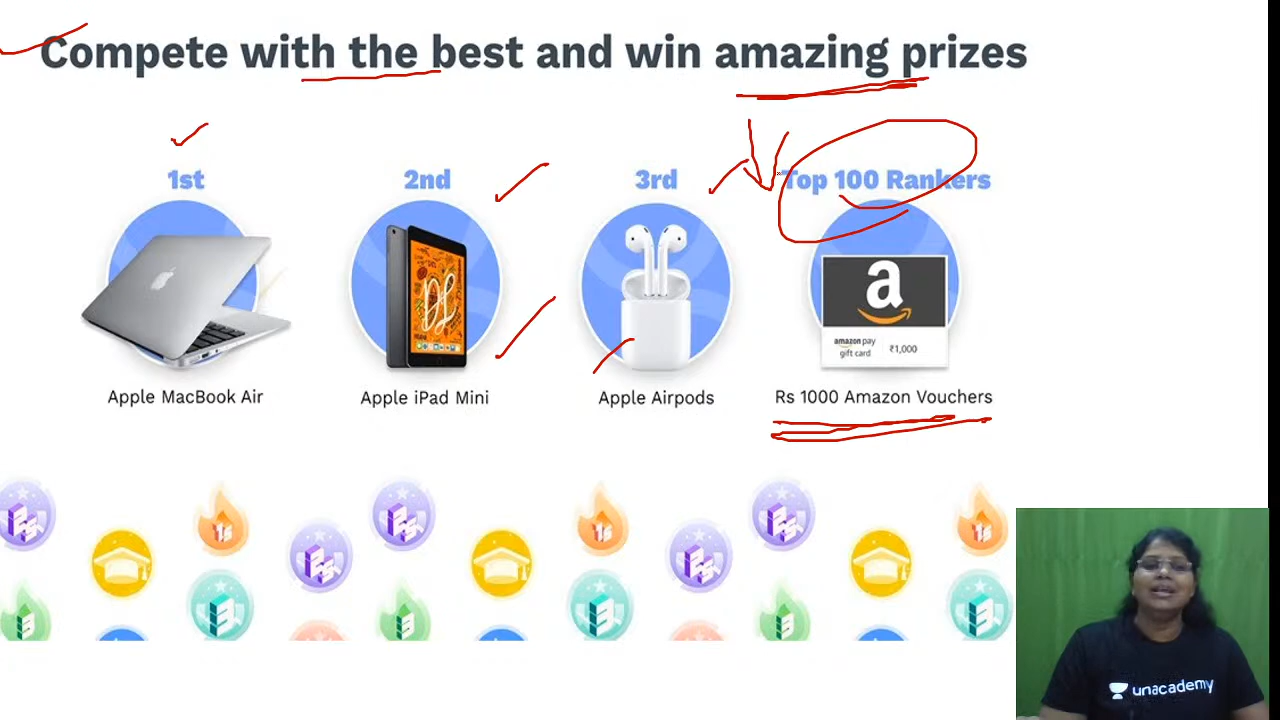 Compete with the best and win amazing prizes
1st 2nd 3rd Top 100 Rankers
a
amazon pay
gift card ₹1,000
Apple MacBook Air Apple iPad Mini Apple Airpods Rs 1000 Amazon Vouchers
unacademy